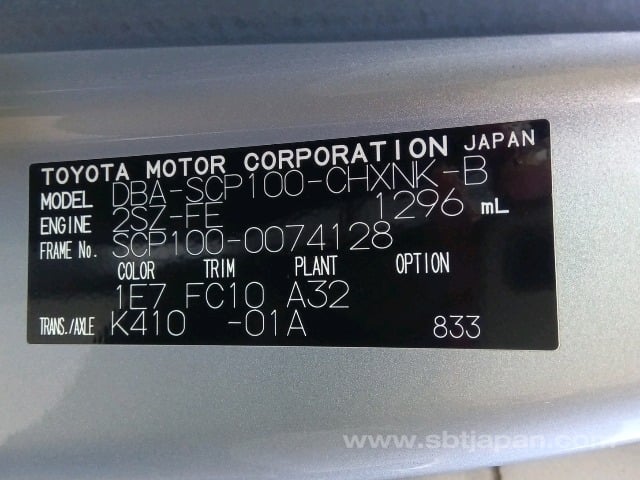 TOYOTA MOTOR CORPORATION JAPAN
MODEL DBA-SCP100-CHXNK-B
ENGINE 2SZ-FE 1296 mL
FRAME No. SCP100-0074128
COLOR TRIM PLANT OPTION
1E7 FC10 A32
TRANS./AXLE K410 -01A 833
www.sbtjapan.com